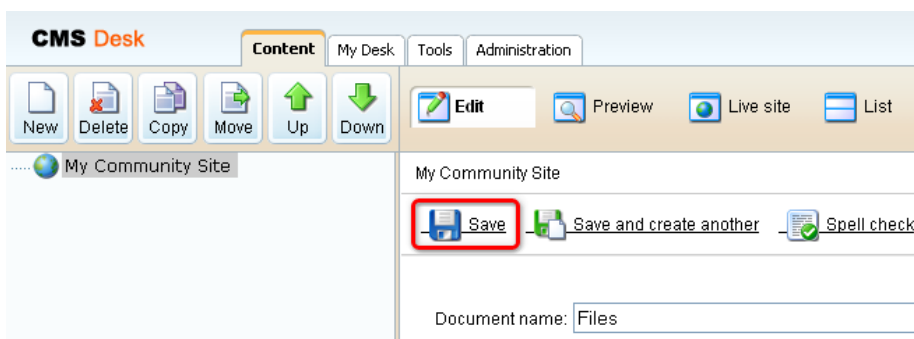 CMS Desk
Content My Desk Tools Administration
New Delete Copy Move Up Down Edit Preview Live site List
My Community Site
My Community Site
Save Save and create another Spell check
Document name: Files